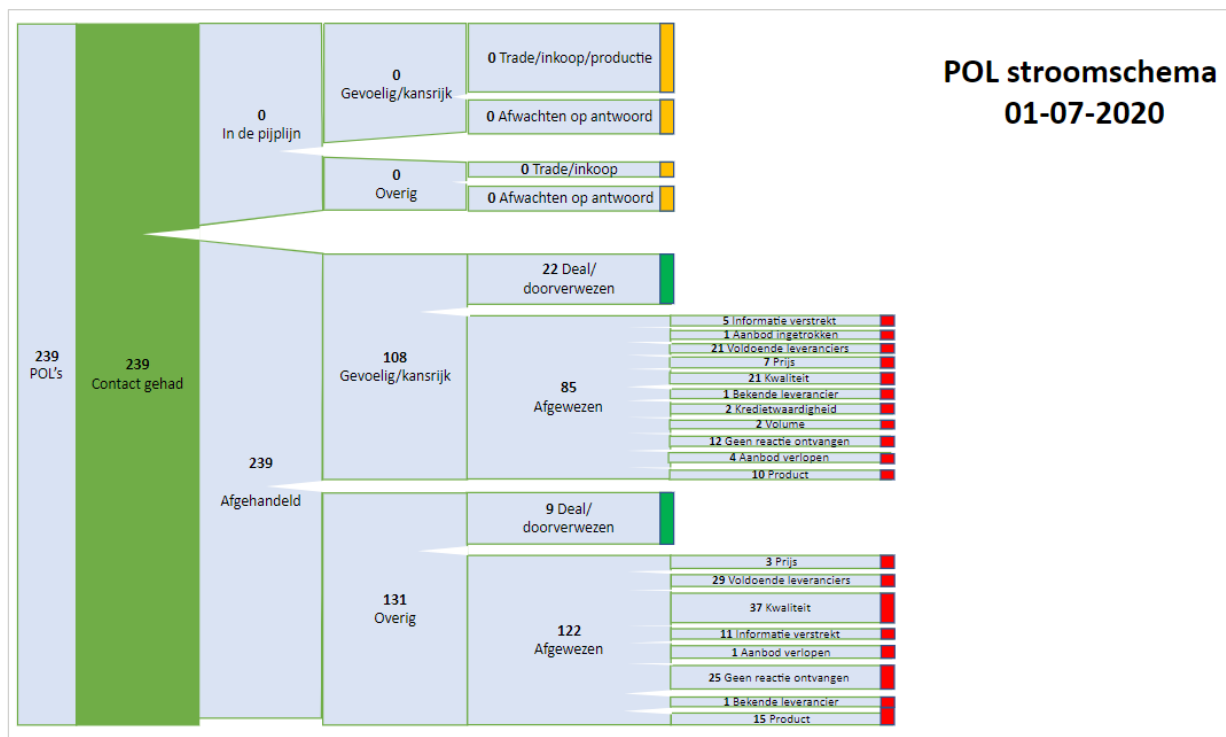 POL stroomschema
01-07-2020
239
POL's
239
Contact gehad
0
In de pijplijn
0
Gevoelig/kansrijk
0 Trade/inkoop/productie
0 Afwachten op antwoord
0
Overig
0 Trade/inkoop
0 Afwachten op antwoord
239
Afgehandeld
108
Gevoelig/kansrijk
22 Deal/
doorverwezen
85
Afgewezen
5 Informatie verstrekt
1 Aanbod ingetrokken
21 Voldoende leveranciers
7 Prijs
21 Kwaliteit
1 Bekende leverancier
2 Kredietwaardigheid
2 Volume
12 Geen reactie ontvangen
4 Aanbod verlopen
10 Product
131
Overig
9 Deal/
doorverwezen
122
Afgewezen
3 Prijs
29 Voldoende leveranciers
37 Kwaliteit
11 Informatie verstrekt
1 Aanbod verlopen
25 Geen reactie ontvangen
1 Bekende leverancier
15 Product